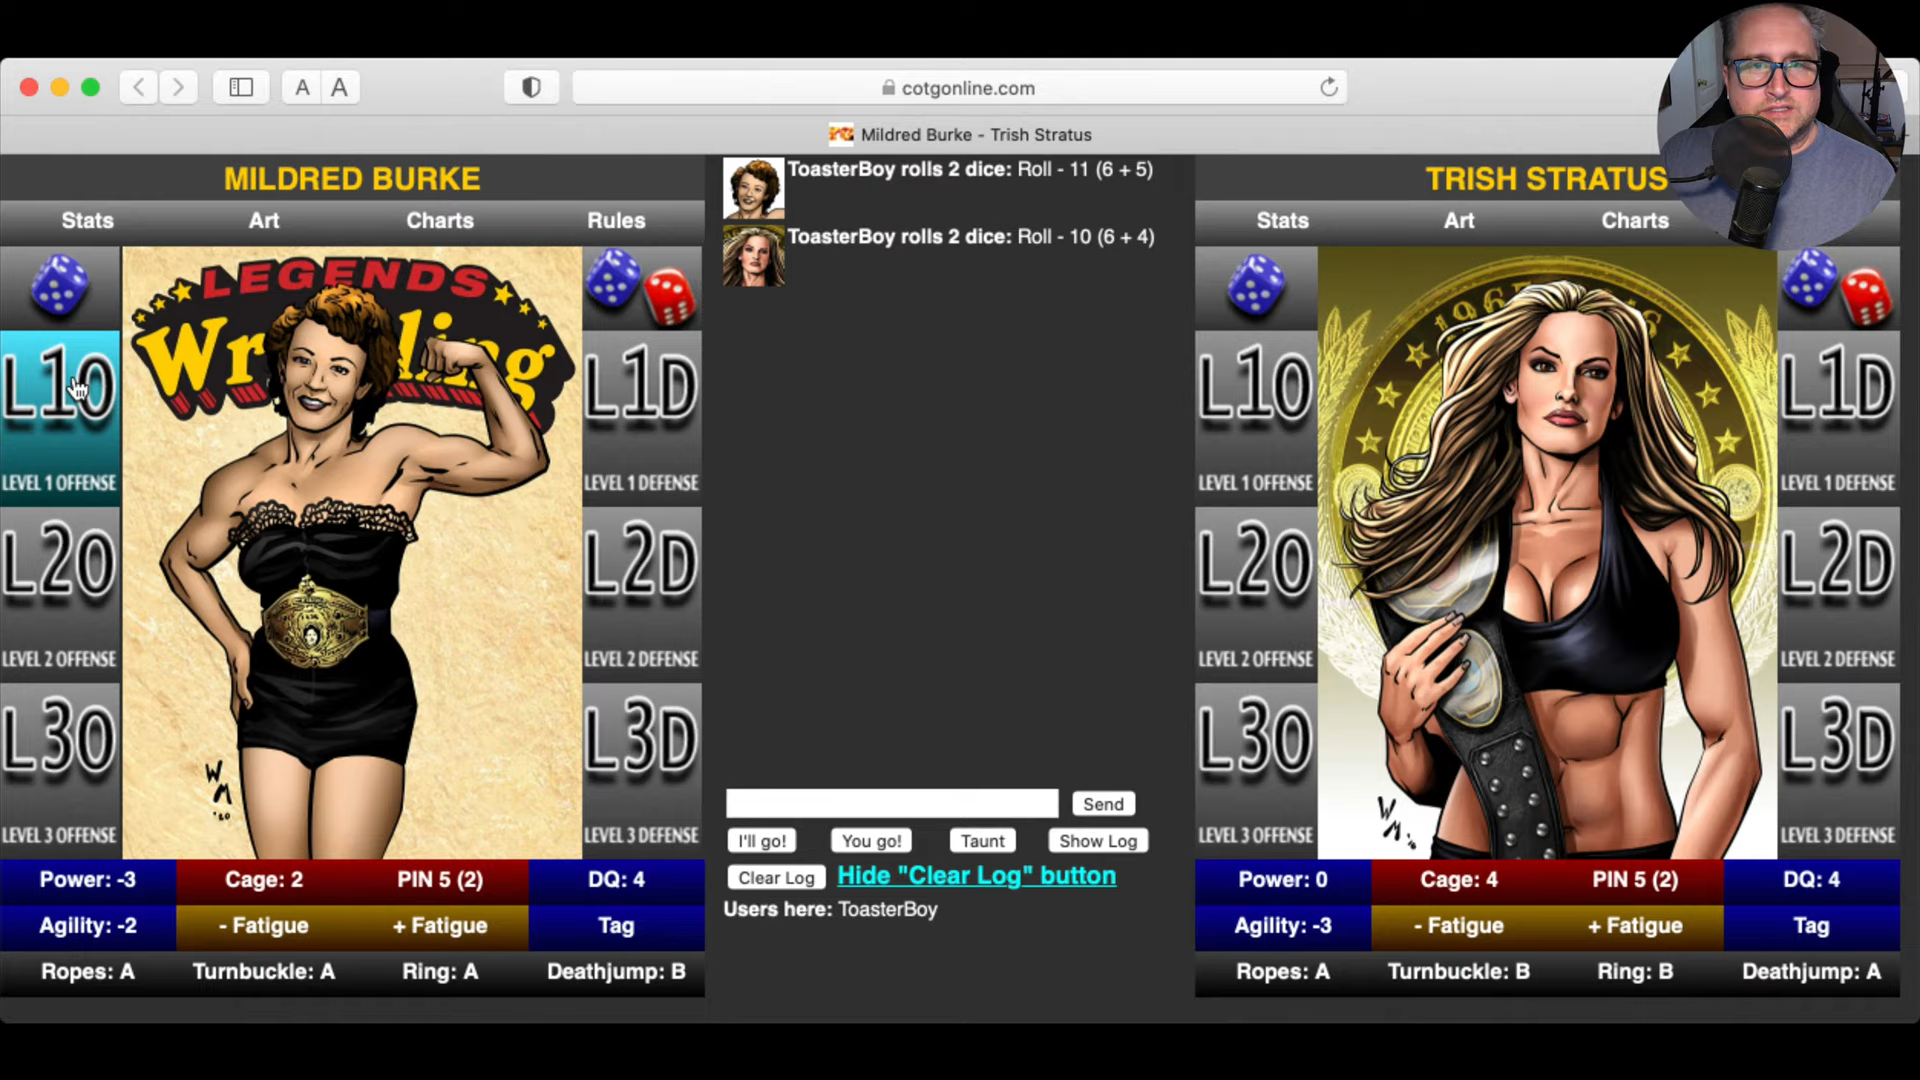 cotgonline.com
Mildred Burke - Trish Stratus
MILDRED BURKE
Stats Art Charts Rules
LEGENDS
Wr ling
L1O
LEVEL 1 OFFENSE
L2O
LEVEL 2 OFFENSE
L3O
LEVEL 3 OFFENSE
L1D
LEVEL 1 DEFENSE
L2D
LEVEL 2 DEFENSE
L3D
LEVEL 3 DEFENSE
WM '20
Power: -3 Cage: 2 PIN 5 (2) DQ: 4
Agility: -2 - Fatigue + Fatigue Tag
Ropes: A Turnbuckle: A Ring: A Deathjump: B
ToasterBoy rolls 2 dice: Roll - 11 (6 + 5)
ToasterBoy rolls 2 dice: Roll - 10 (6 + 4)
Send
I'll go! You go! Taunt Show Log
Clear Log Hide "Clear Log" button
Users here: ToasterBoy
TRISH STRATUS
Stats Art Charts
L1O
LEVEL 1 OFFENSE
L2O
LEVEL 2 OFFENSE
L3O
LEVEL 3 OFFENSE
L1D
LEVEL 1 DEFENSE
L2D
LEVEL 2 DEFENSE
L3D
LEVEL 3 DEFENSE
Power: 0 Cage: 4 PIN 5 (2) DQ: 4
Agility: -3 - Fatigue + Fatigue Tag
Ropes: A Turnbuckle: B Ring: B Deathjump: A